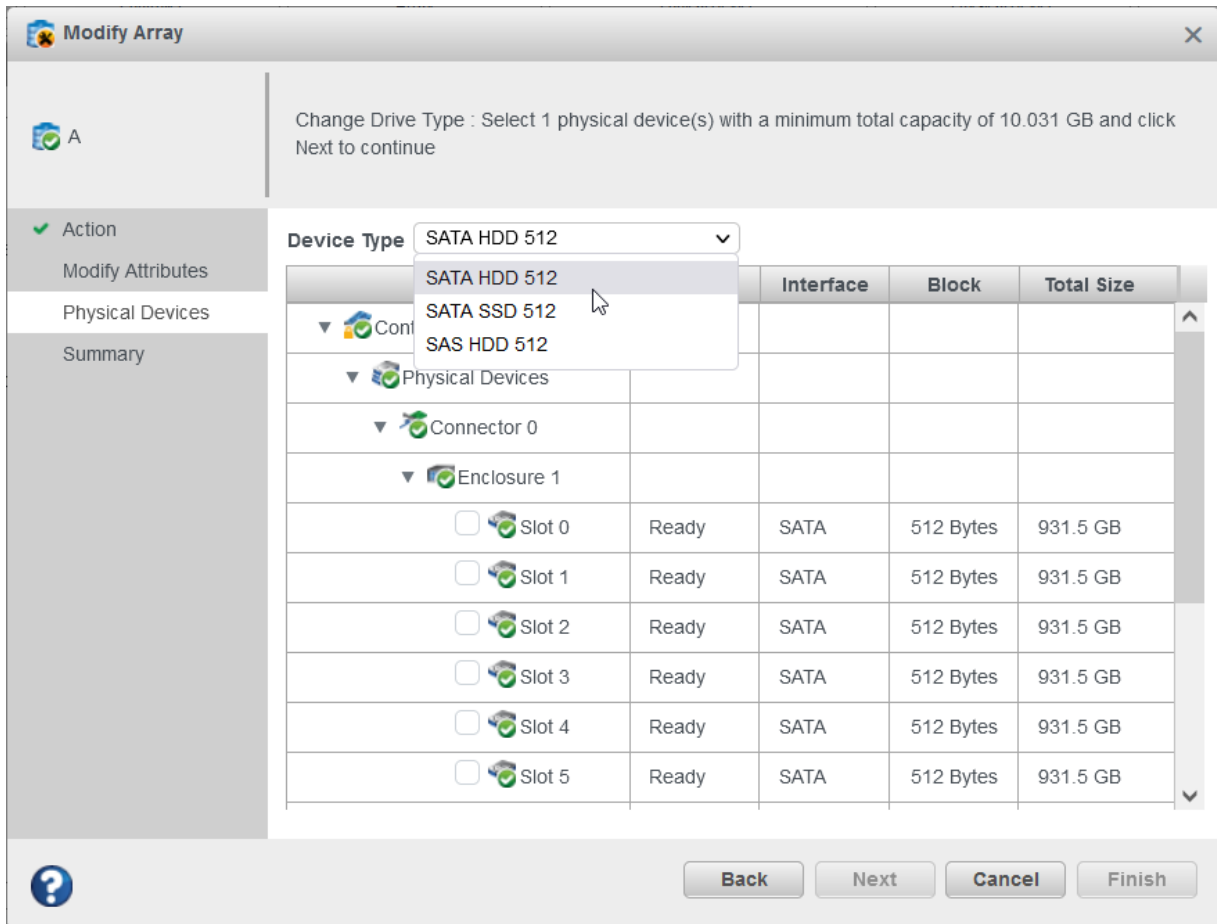 Modify Array
A
Change Drive Type : Select 1 physical device(s) with a minimum total capacity of 10.031 GB and click
Next to continue
Action
Modify Attributes
Physical Devices
Summary
Device Type SATA HDD 512
SATA HDD 512
SATA SSD 512
SAS HDD 512
Interface Block Total Size
Physical Devices
Connector 0
Enclosure 1
Slot 0 Ready SATA 512 Bytes 931.5 GB
Slot 1 Ready SATA 512 Bytes 931.5 GB
Slot 2 Ready SATA 512 Bytes 931.5 GB
Slot 3 Ready SATA 512 Bytes 931.5 GB
Slot 4 Ready SATA 512 Bytes 931.5 GB
Slot 5 Ready SATA 512 Bytes 931.5 GB
? Back Next Cancel Finish